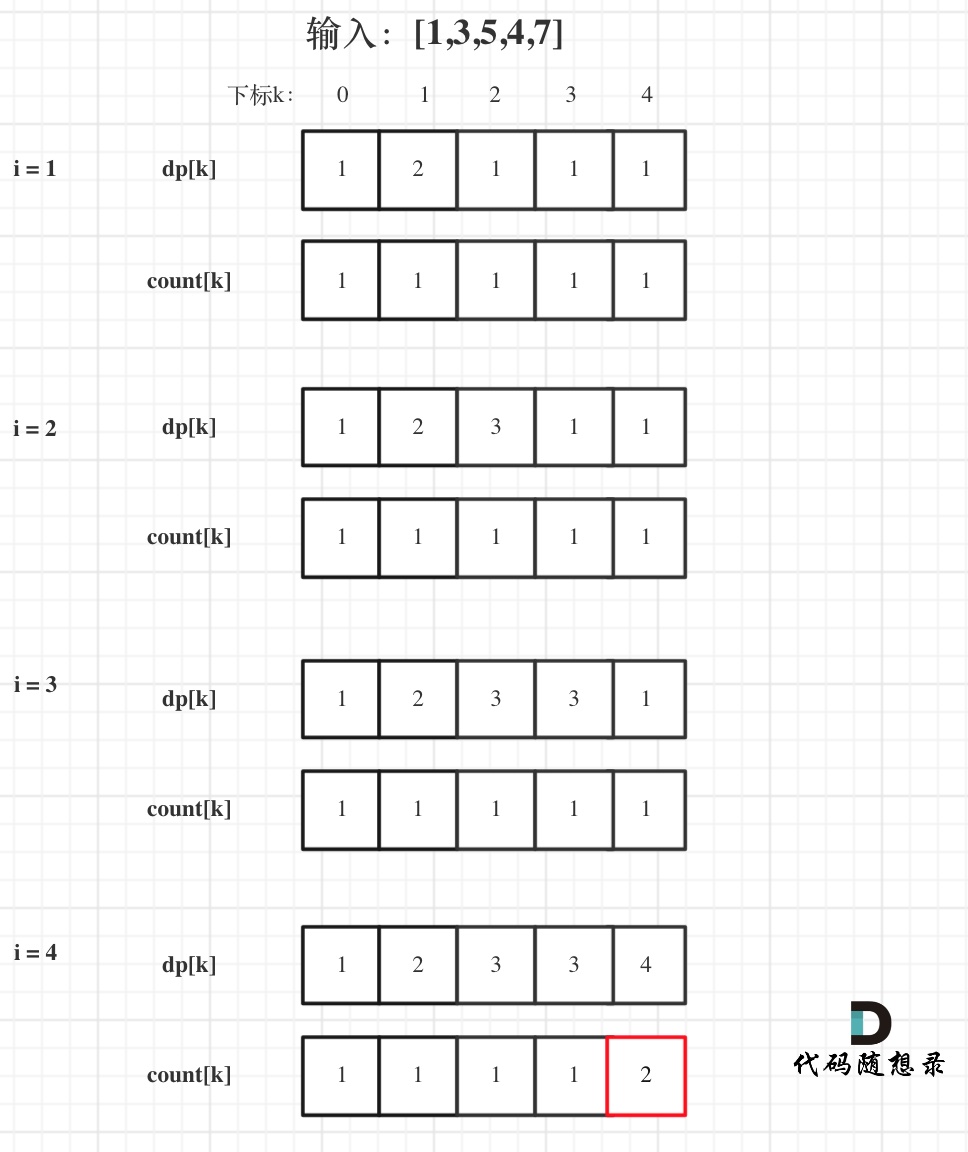 输入：[1,3,5,4,7]
下标k： 0 1 2 3 4
i = 1 dp[k] 1 2 1 1 1
count[k] 1 1 1 1 1
i = 2 dp[k] 1 2 3 1 1
count[k] 1 1 1 1 1
i = 3 dp[k] 1 2 3 3 1
count[k] 1 1 1 1 1
i = 4 dp[k] 1 2 3 3 4
count[k] 1 1 1 1 2
代码随想录